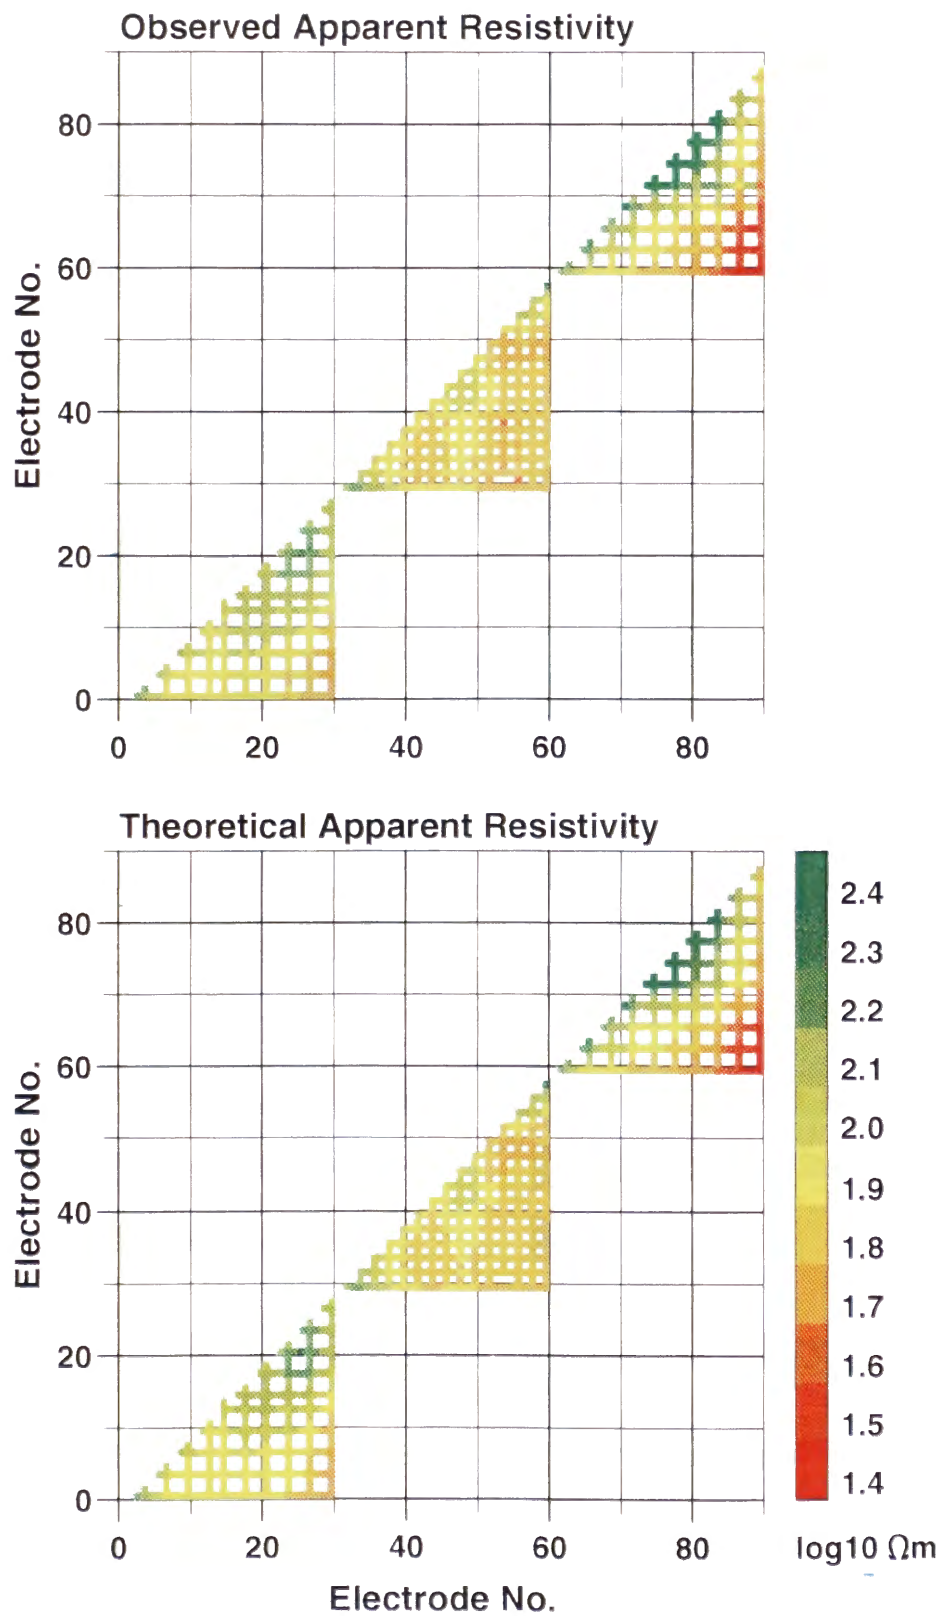 Observed Apparent Resistivity
80
60
40
20
0
Electrode No.
0 20 40 60 80
Theoretical Apparent Resistivity
80
60
40
20
0
Electrode No.
0 20 40 60 80
Electrode No.
2.4
2.3
2.2
2.1
2.0
1.9
1.8
1.7
1.6
1.5
1.4
log10 Ωm